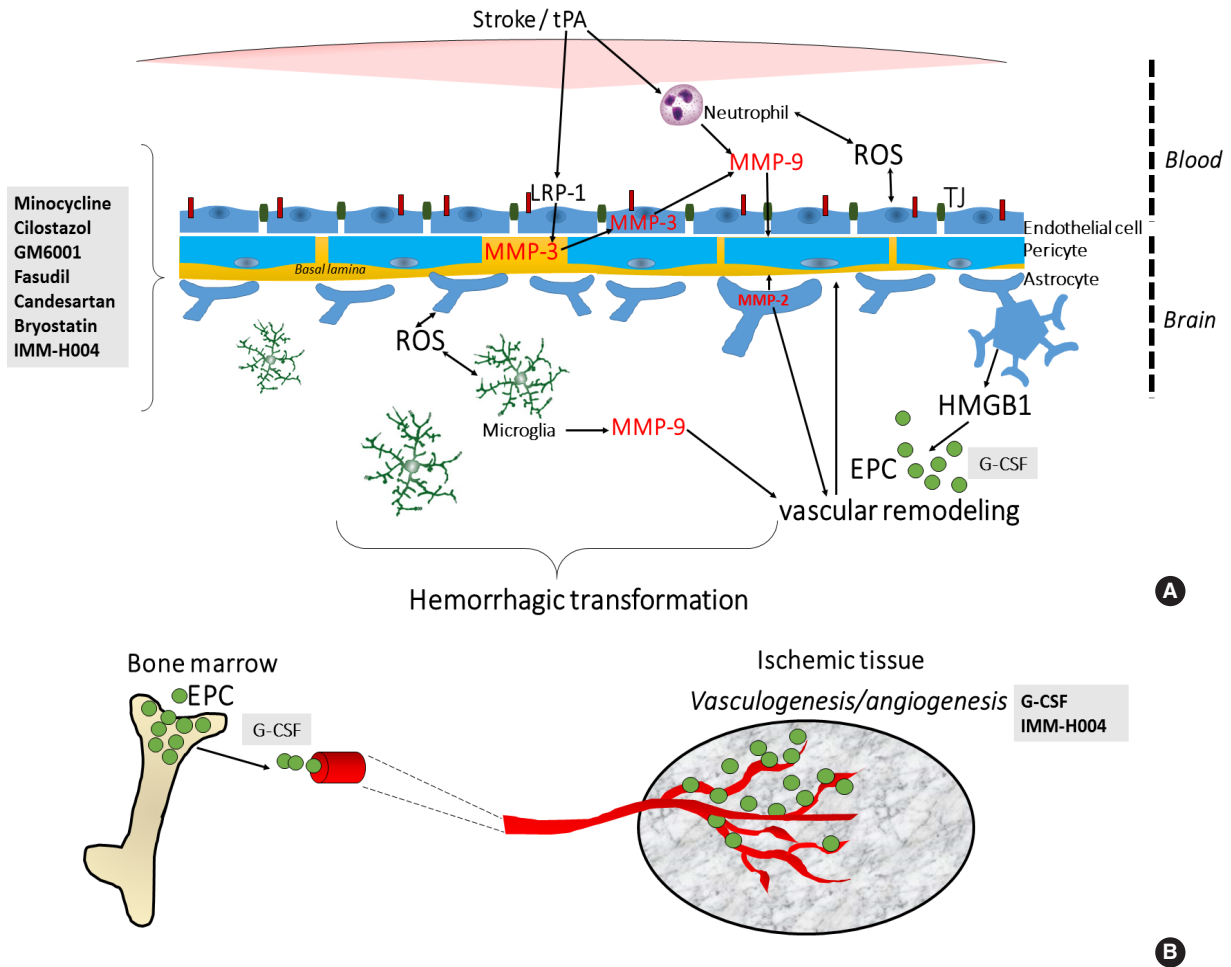 Stroke / tPA
Neutrophil
MMP-9
ROS
Blood
Minocycline
Cilostazol
GM6001
Fasudil
Candesartan
Bryostatin
IMM-H004
LRP-1
TJ
MMP-3
Endothelial cell
MMP-3
Pericyte
Basal lamina
Astrocyte
MMP-2
Brain
ROS
HMGB1
Microglia
MMP-9
EPC
G-CSF
vascular remodeling
Hemorrhagic transformation
A
Bone marrow
EPC
G-CSF
Ischemic tissue
Vasculogenesis/angiogenesis
G-CSF
IMM-H004
B